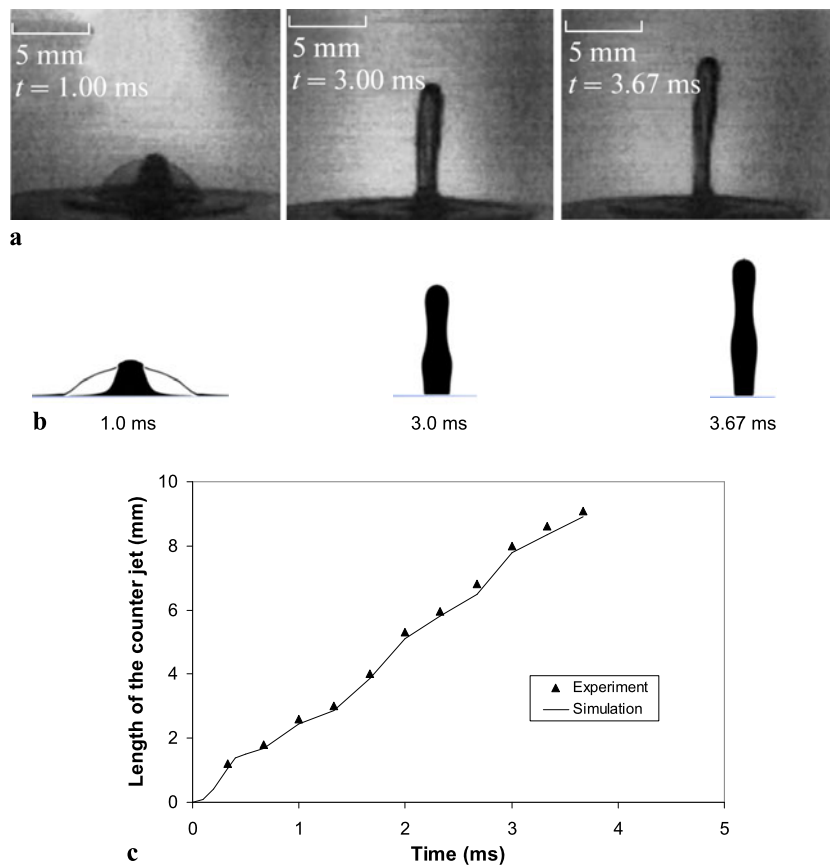 5 mm
t = 1.00 ms
5 mm
t = 3.00 ms
5 mm
t = 3.67 ms
a
b
1.0 ms
3.0 ms
3.67 ms
Length of the counter jet (mm)
10
8
6
4
2
0
Experiment
Simulation
0
1
2
3
4
5
Time (ms)
c